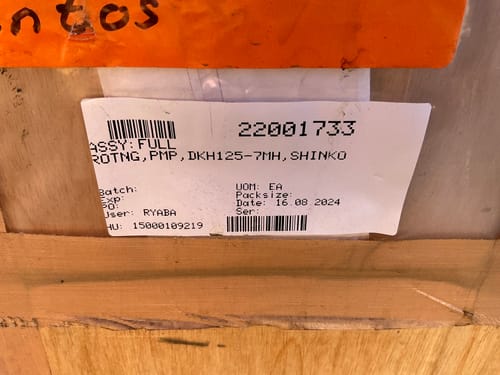 ntos
22001733
ASSY:FULL
ROTNG,PMP,DKH125-7MH,SHINKO
Batch: UOM: EA
Exp: Packsize:
PO: Date: 16.08.2024
User: RYABA Ser:
HU: 15000109219